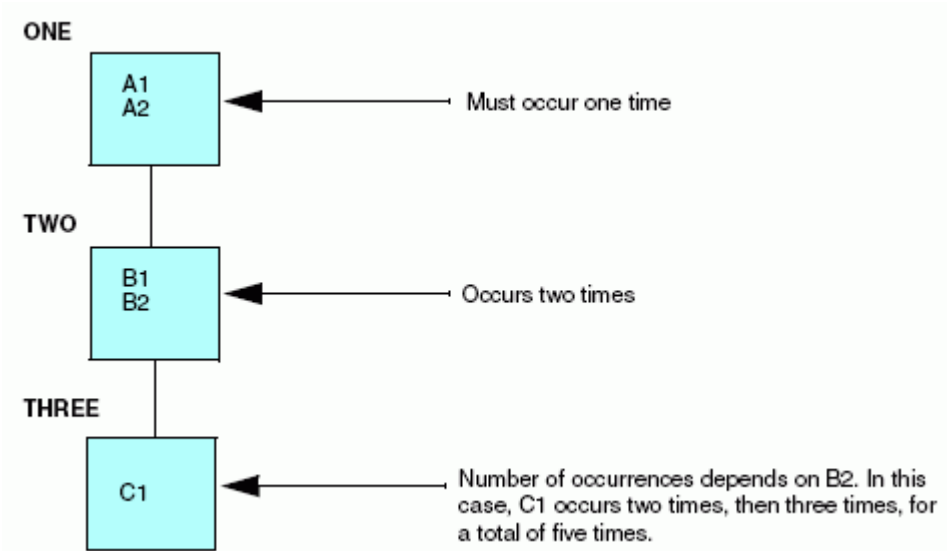 ONE
A1
A2
Must occur one time
TWO
B1
B2
Occurs two times
THREE
C1
Number of occurrences depends on B2. In this
case, C1 occurs two times, then three times, for
a total of five times.